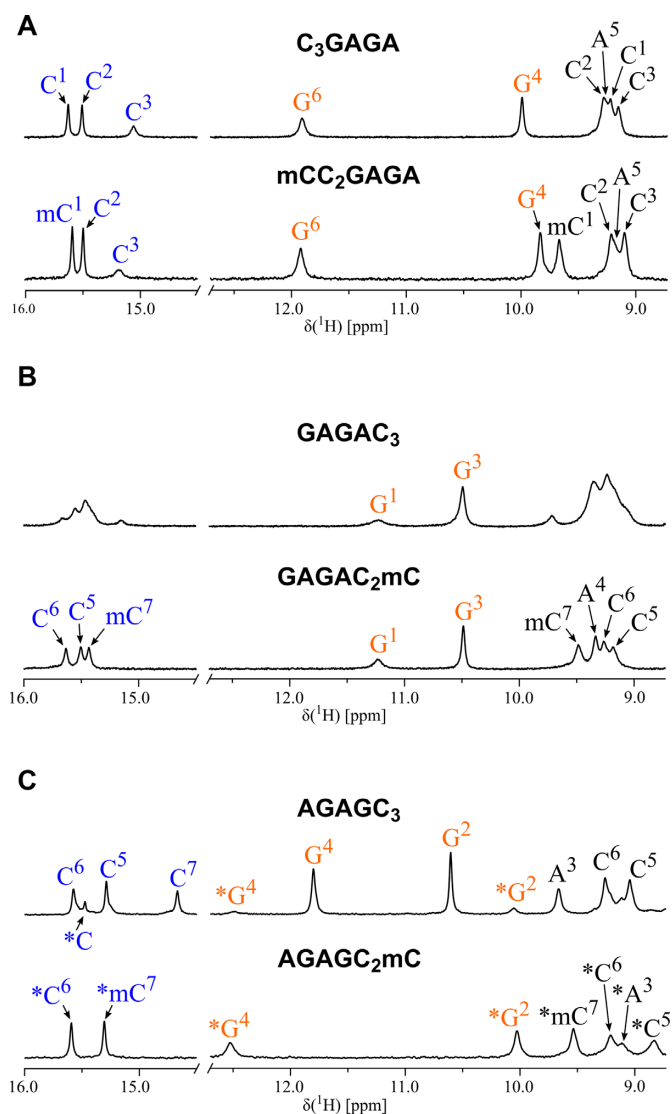 A
C₃GAGA
C¹ C² C³ G⁶ G⁴ C² A⁵ C¹ C³
mCC₂GAGA
mC¹ C² C³ G⁶ G⁴ mC¹ C² A⁵ C³
16.0 15.0 12.0 11.0 10.0 9.0
δ(¹H) [ppm]
B
GAGAC₃
G¹ G³
GAGAC₂mC
C⁶ C⁵ mC⁷ G¹ G³ mC⁷ A⁴ C⁶ C⁵
16.0 15.0 12.0 11.0 10.0 9.0
δ(¹H) [ppm]
C
AGAGC₃
C⁶ *C C⁵ C⁷ *G⁴ G⁴ G² *G² A³ C⁶ C⁵
AGAGC₂mC
*C⁶ *mC⁷ *G⁴ *G² *mC⁷ *C⁶ *A³ *C⁵
16.0 15.0 12.0 11.0 10.0 9.0
δ(¹H) [ppm]